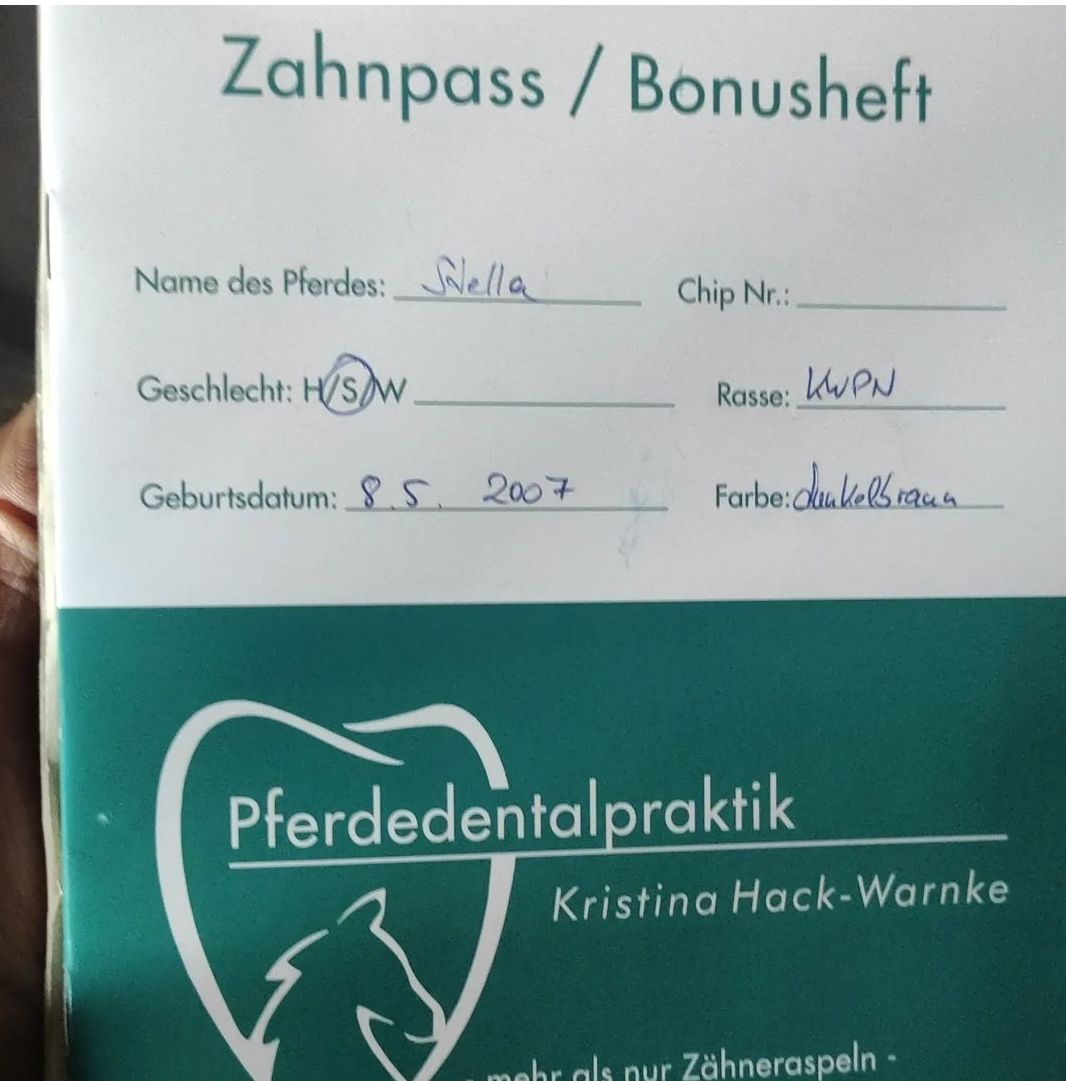 Zahnpass / Bonusheft
Name des Pferdes: Stella Chip Nr.:
Geschlecht: H/S/W Rasse: KWPN
Geburtsdatum: 8.5. 2007 Farbe: dunkelbraun
Pferdedentalpraktik
Kristina Hack-Warnke
- mehr als nur Zähneraspeln -